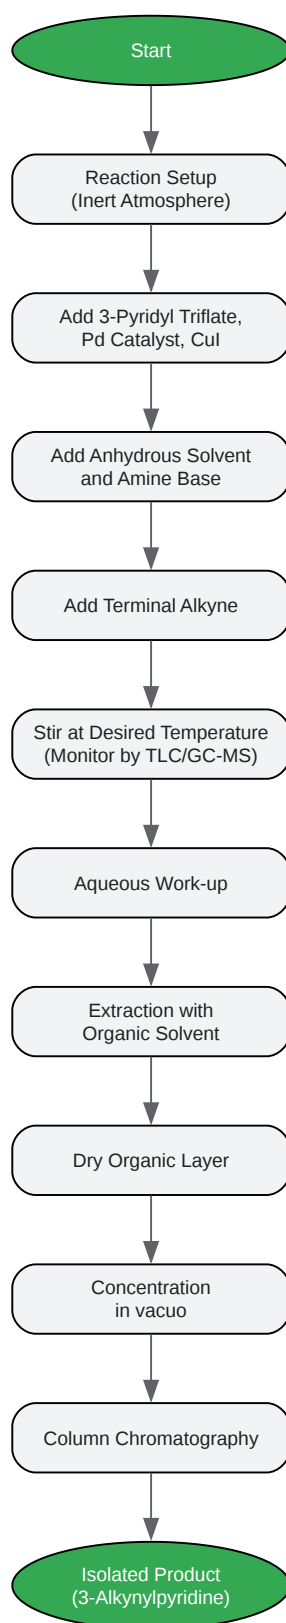 Start
Reaction Setup
(Inert Atmosphere)
Add 3-Pyridyl Triflate,
Pd Catalyst, CuI
Add Anhydrous Solvent
and Amine Base
Add Terminal Alkyne
Stir at Desired Temperature
(Monitor by TLC/GC-MS)
Aqueous Work-up
Extraction with
Organic Solvent
Dry Organic Layer
Concentration
in vacuo
Column Chromatography
Isolated Product
(3-Alkynylpyridine)